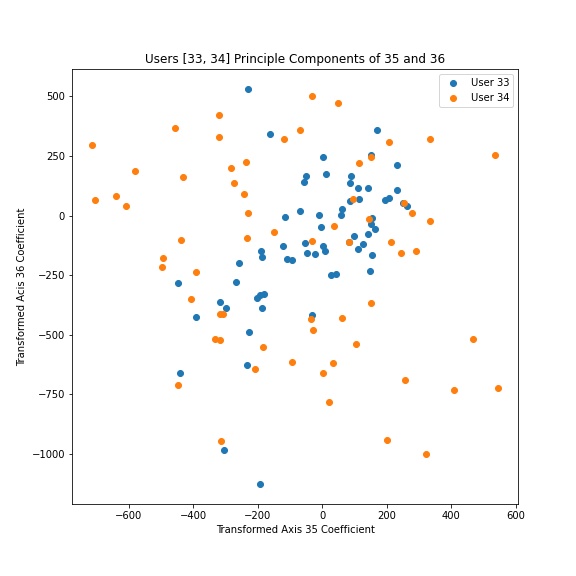 Users [33, 34] Principle Components of 35 and 36
User 33
User 34
Transformed Acis 36 Coefficient
500
250
0
−250
−500
−750
−1000
−600
−400
−200
0
200
400
600
Transformed Axis 35 Coefficient